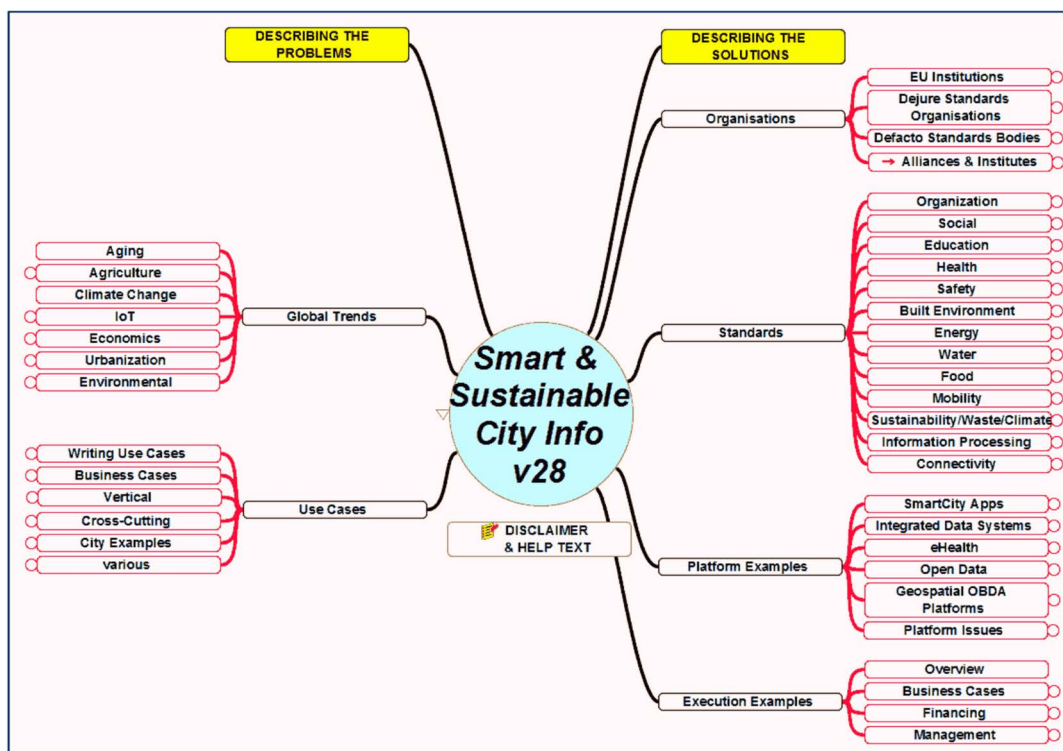 DESCRIBING THE
PROBLEMS
DESCRIBING THE
SOLUTIONS
Organisations
EU Institutions
Dejure Standards
Organisations
Defacto Standards Bodies
→ Alliances & Institutes
Aging
Agriculture
Climate Change
IoT
Economics
Urbanization
Environmental
Global Trends
Smart &
Sustainable
City Info
v28
Standards
Organization
Social
Education
Health
Safety
Built Environment
Energy
Water
Food
Mobility
Sustainability/Waste/Climate
Information Processing
Connectivity
Writing Use Cases
Business Cases
Vertical
Cross-Cutting
City Examples
various
Use Cases
DISCLAIMER
& HELP TEXT
Platform Examples
SmartCity Apps
Integrated Data Systems
eHealth
Open Data
Geospatial OBDA
Platforms
Platform Issues
Execution Examples
Overview
Business Cases
Financing
Management